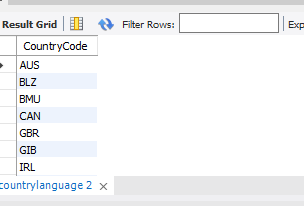 Result Grid Filter Rows: Exp
CountryCode
AUS
BLZ
BMU
CAN
GBR
GIB
IRL
countrylanguage 2